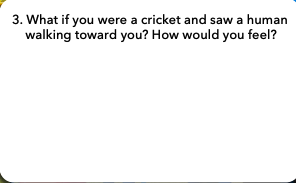 3. What if you were a cricket and saw a human
walking toward you? How would you feel?